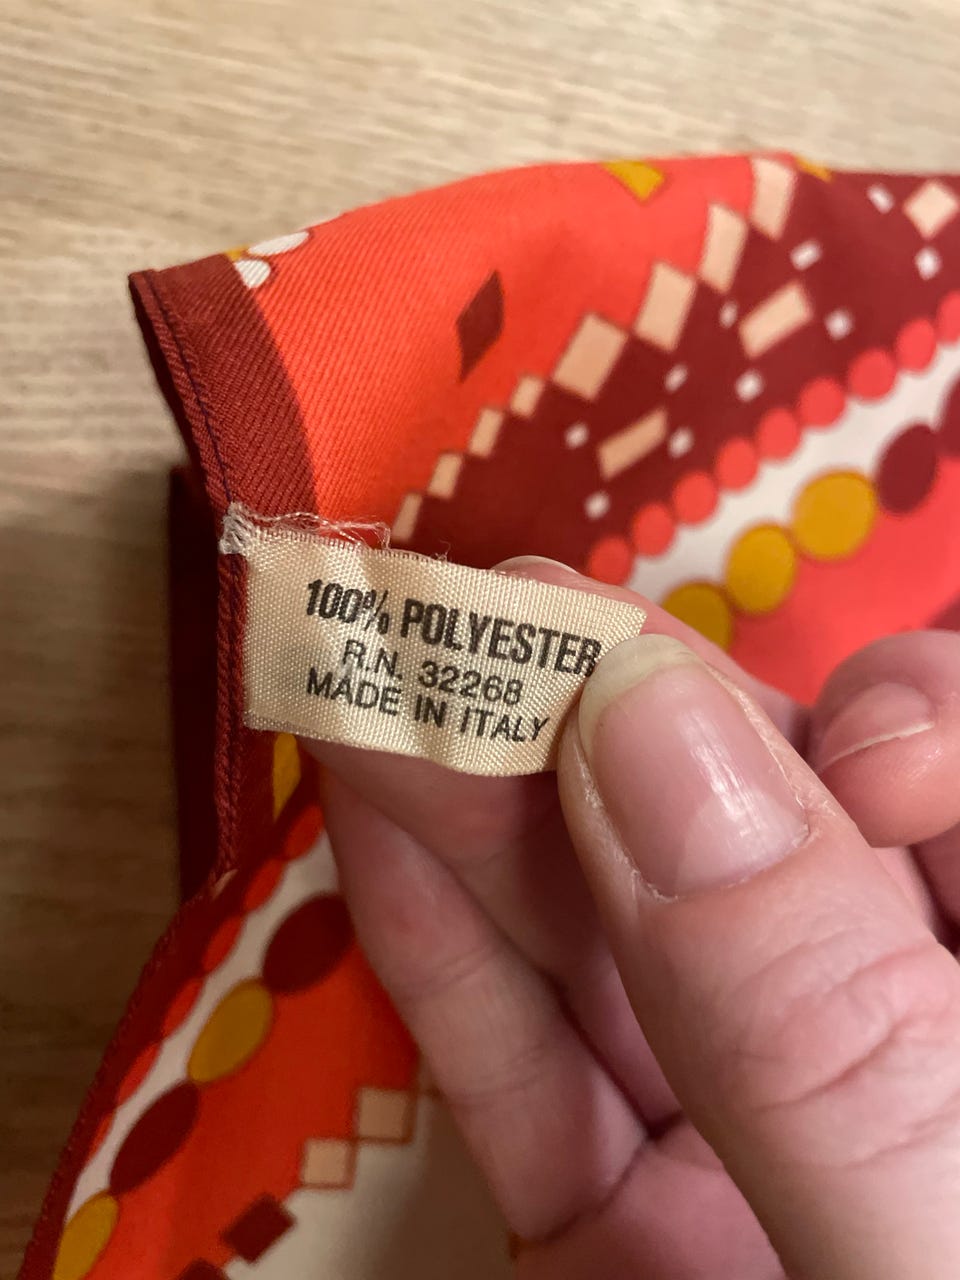 100% POLYESTER
R.N. 32268
MADE IN ITALY